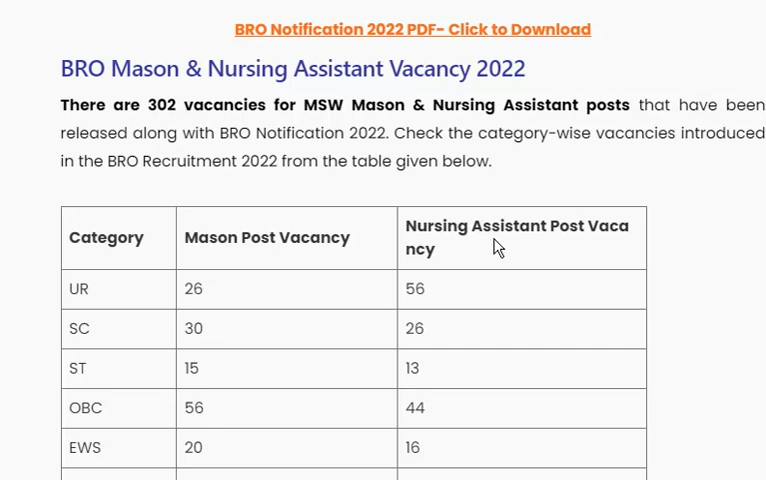 BRO Notification 2022 PDF- Click to Download
BRO Mason & Nursing Assistant Vacancy 2022
There are 302 vacancies for MSW Mason & Nursing Assistant posts that have been
released along with BRO Notification 2022. Check the category-wise vacancies introduced
in the BRO Recruitment 2022 from the table given below.
Category Mason Post Vacancy Nursing Assistant Post Vaca
ncy
UR 26 56
SC 30 26
ST 15 13
OBC 56 44
EWS 20 16